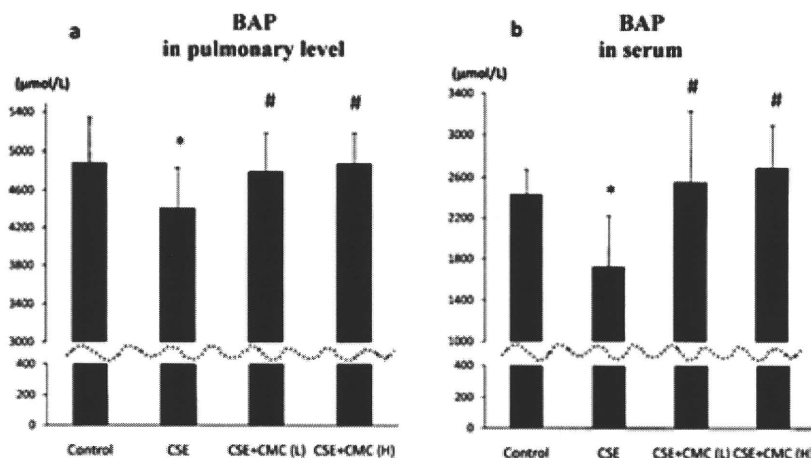 a
BAP
in pulmonary level
(μmol/L)
5400
5000
4600
4200
3800
3400
3000
400
200
0
*
#
#
Control
CSE
CSE+CMC (L)
CSE+CMC (H)
b
BAP
in serum
(μmol/L)
3400
3000
2600
2200
1800
1400
1000
400
200
0
*
#
#
Control
CSE
CSE+CMC (L)
CSE+CMC (H)